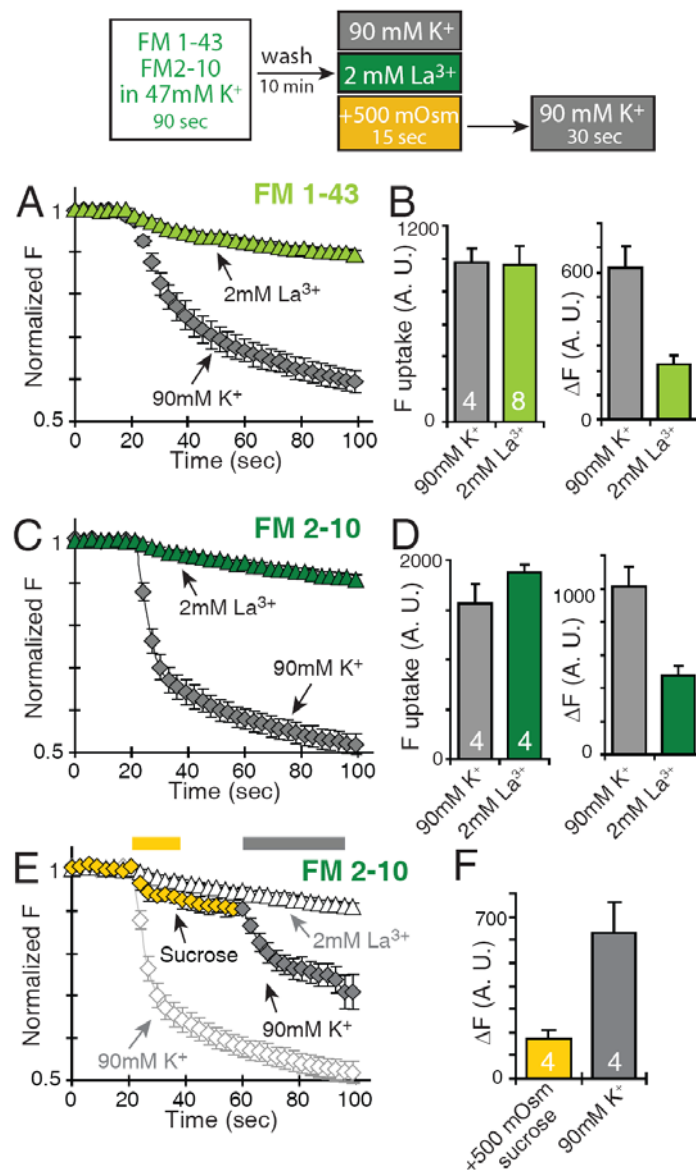 FM 1-43
FM2-10
in 47mM K⁺
90 sec
wash
10 min
90 mM K⁺
2 mM La³⁺
+500 mOsm
15 sec
90 mM K⁺
30 sec
A
FM 1-43
Normalized F
1
0.5
2mM La³⁺
90mM K⁺
0 20 40 60 80 100
Time (sec)
B
F uptake (A. U.)
1200
0
4
8
90mM K⁺
2mM La³⁺
ΔF (A. U.)
600
0
90mM K⁺
2mM La³⁺
C
FM 2-10
Normalized F
1
0.5
2mM La³⁺
90mM K⁺
0 20 40 60 80 100
Time (sec)
D
F uptake (A. U.)
2000
0
4
4
90mM K⁺
2mM La³⁺
ΔF (A. U.)
1000
0
90mM K⁺
2mM La³⁺
E
FM 2-10
Normalized F
1
0.5
Sucrose
2mM La³⁺
90mM K⁺
90mM K⁺
0 20 40 60 80 100
Time (sec)
F
ΔF (A. U.)
700
0
4
4
+500 mOsm
sucrose
90mM K⁺